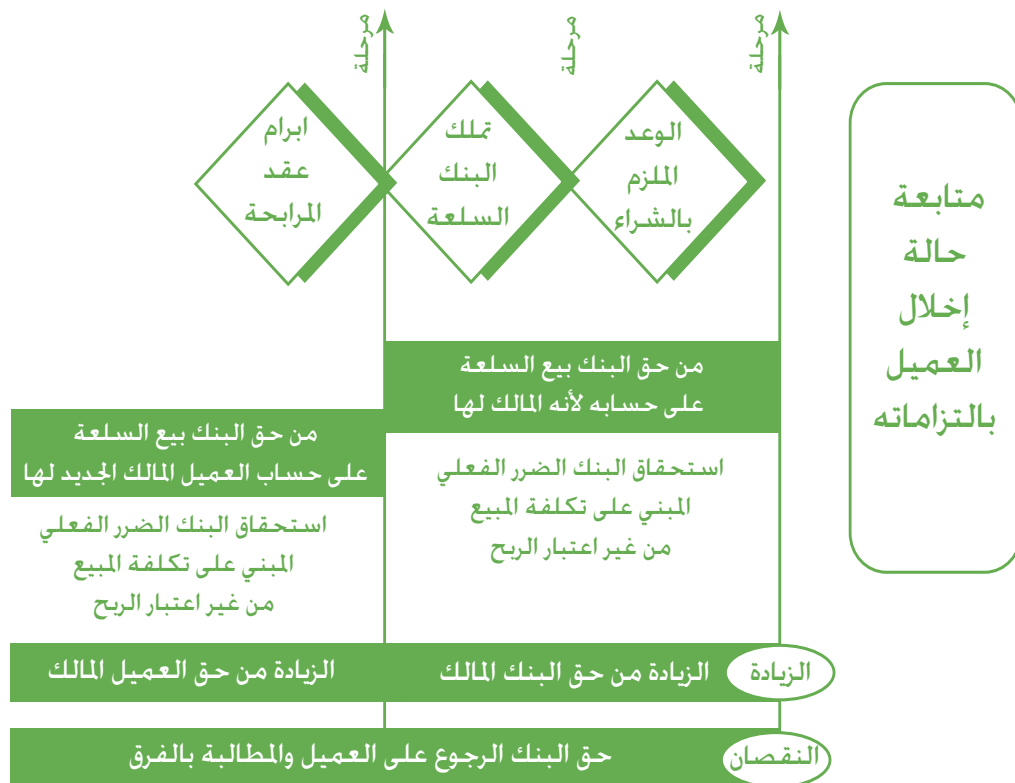 متابعة
حالة
إخلال
العميل
بالتزاماته
مرحلة
مرحلة
مرحلة
الوعد
الملزم
بالشراء
تملك
البنك
السلعة
ابرام
عقد
المرابحة
من حق البنك بيع السلعة
على حسابه لأنه المالك لها
استحقاق البنك الضرر الفعلي
المبني على تكلفة المبيع
من غير اعتبار الربح
من حق البنك بيع السلعة
على حساب العميل المالك الجديد لها
استحقاق البنك الضرر الفعلي
المبني على تكلفة المبيع
من غير اعتبار الربح
الزيادة
الزيادة من حق البنك المالك
الزيادة من حق العميل المالك
النقصان
حق البنك الرجوع على العميل والمطالبة بالفرق